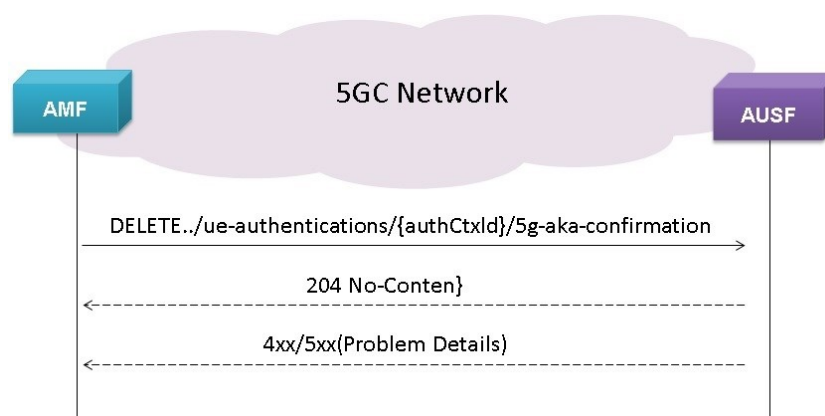 5GC Network
AMF
AUSF
DELETE../ue-authentications/{authCtxId}/5g-aka-confirmation
204 No-Conten}
4xx/5xx(Problem Details)